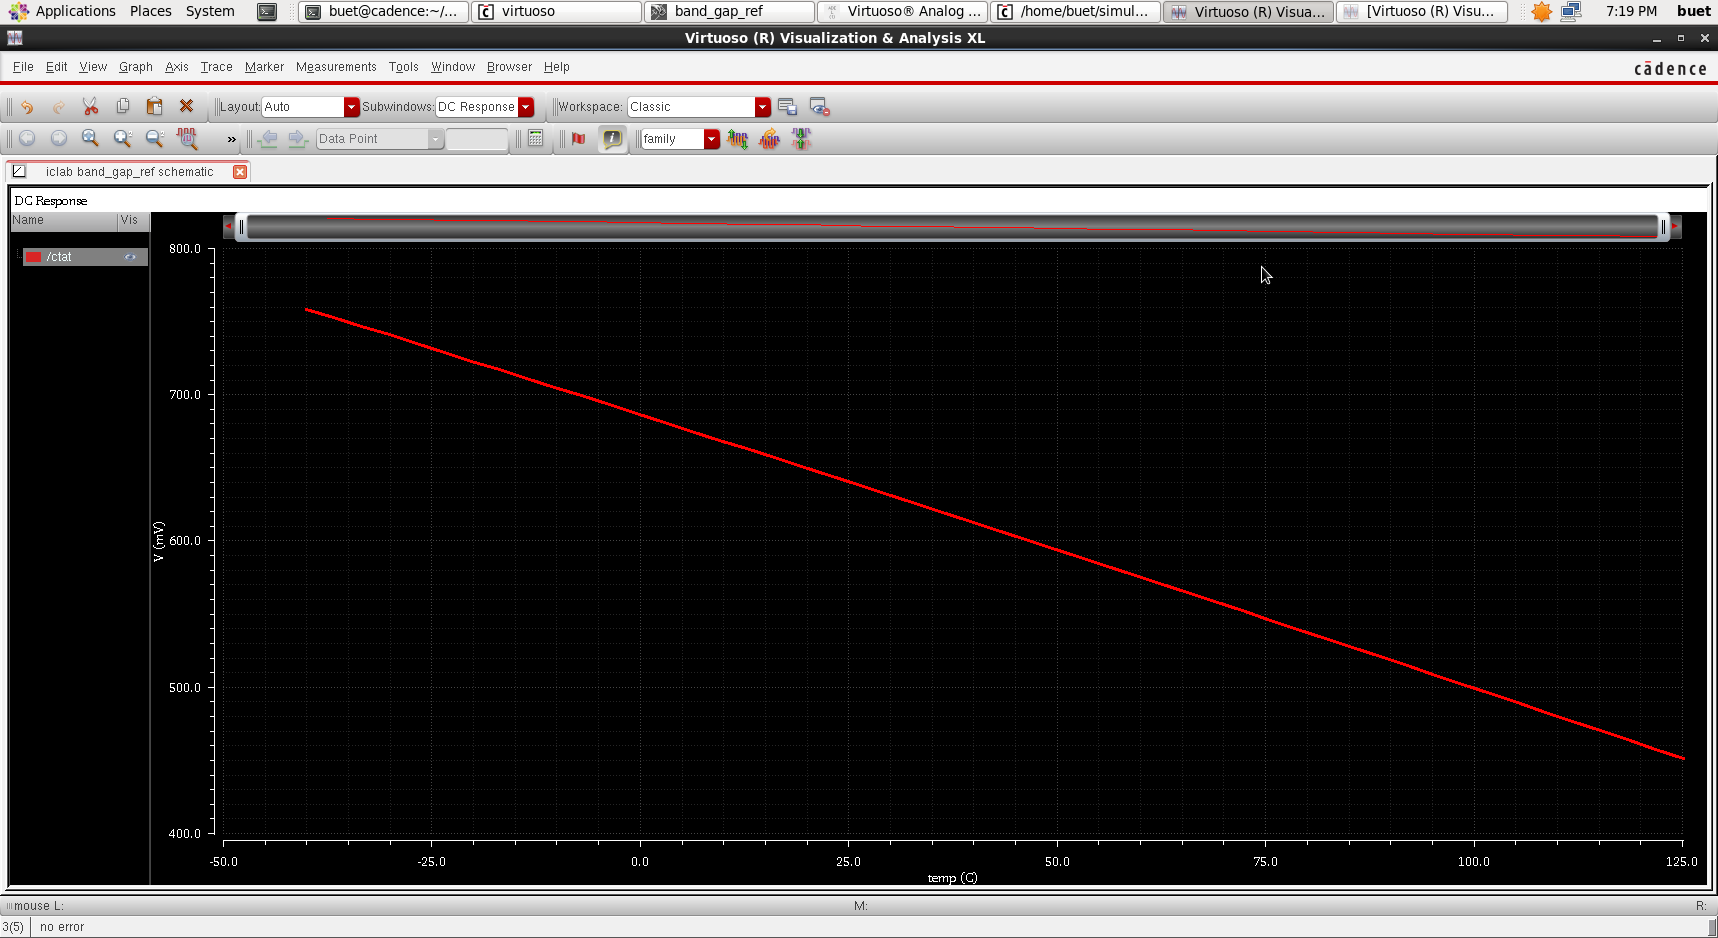 Applications Places System buet@cadence:~/... virtuoso band_gap_ref Virtuoso® Analog ... /home/buet/simul... Virtuoso (R) Visua... [Virtuoso (R) Visu... 7:19 PM buet
Virtuoso (R) Visualization & Analysis XL
File Edit View Graph Axis Trace Marker Measurements Tools Window Browser Help
cādence
Layout: Auto Subwindows: DC Response Workspace: Classic
» Data Point family
iclab band_gap_ref schematic
DC Response
Name Vis
/ctat
800.0
700.0
600.0
500.0
400.0
V (mV)
-50.0 -25.0 0.0 25.0 50.0 75.0 100.0 125.0
temp (C)
mouse L: M: R:
3(5) no error